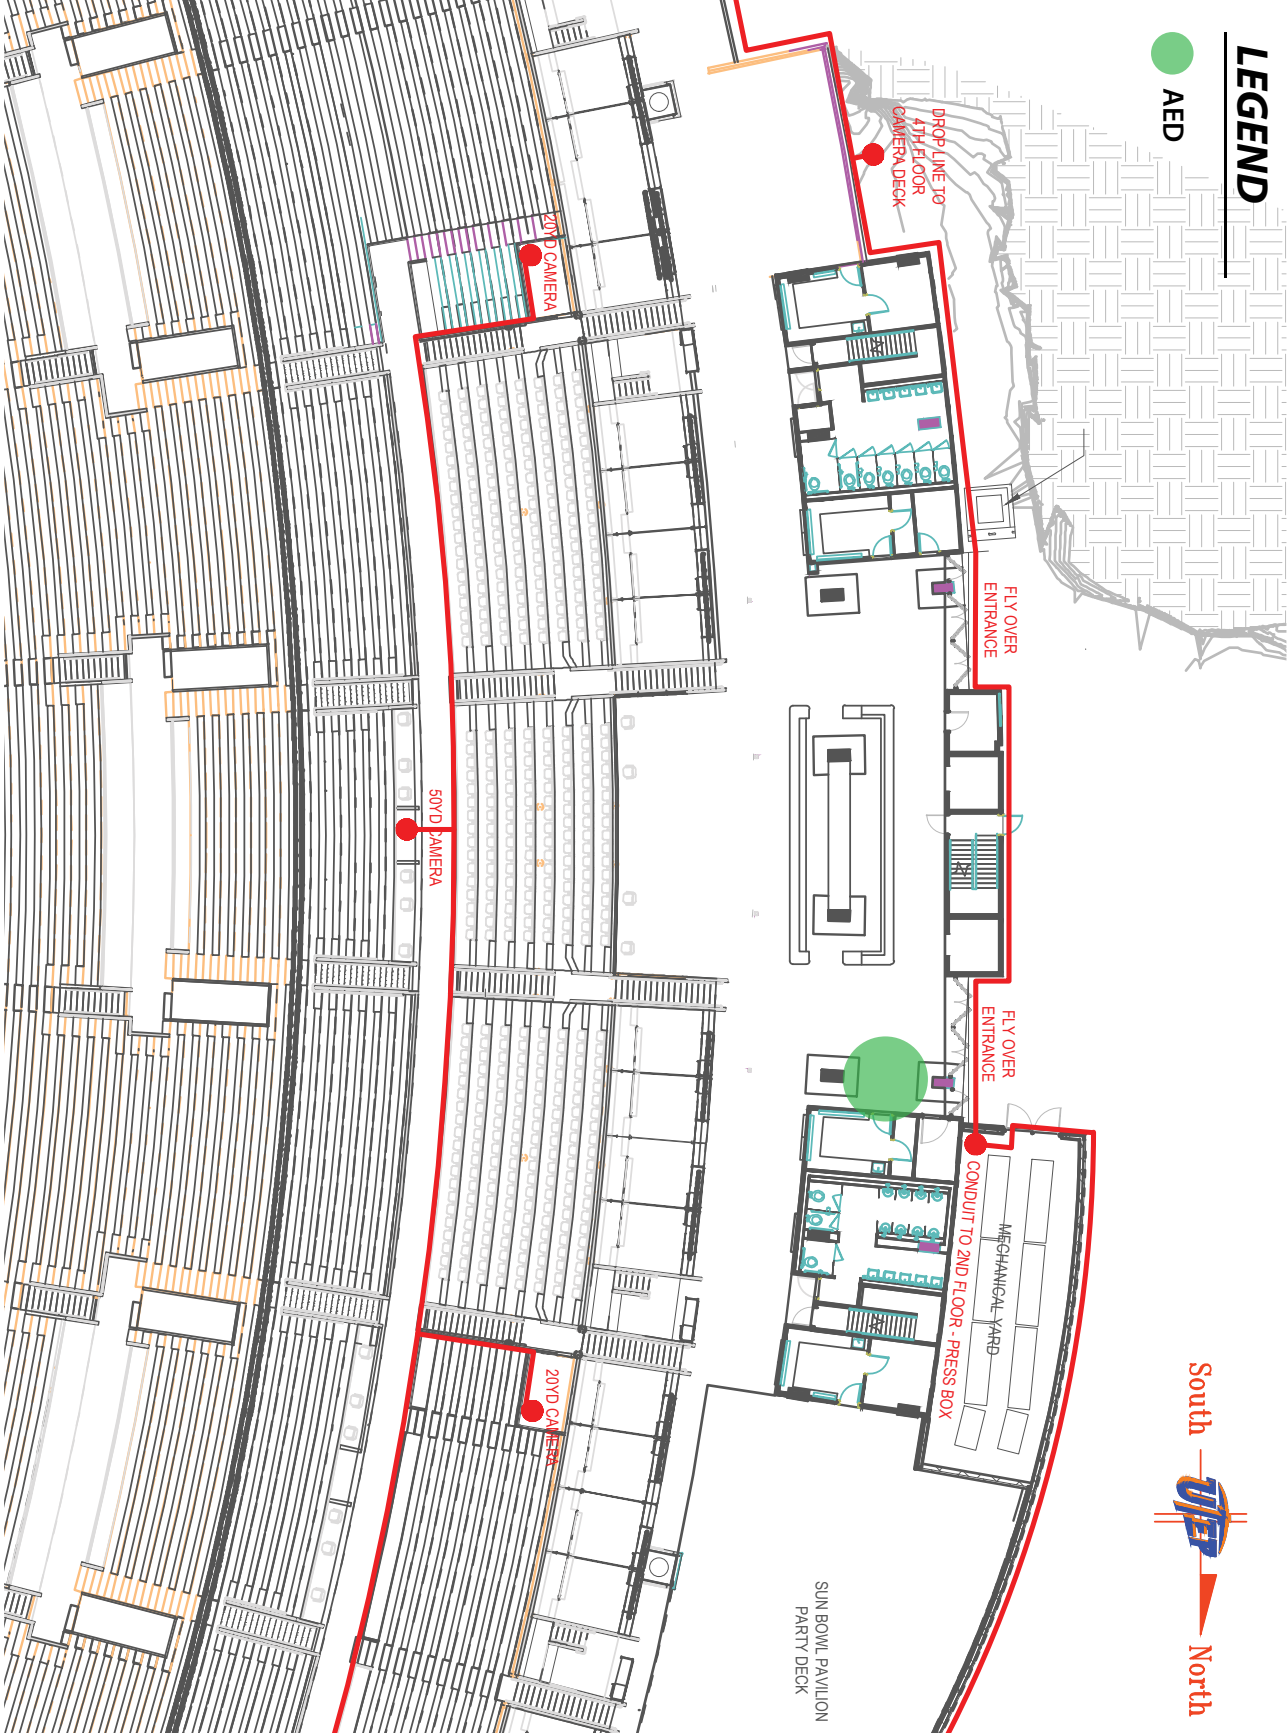 LEGEND
AED
DROP LINE TO
4TH FLOOR
CAMERA DECK
20YD CAMERA
FLY OVER
ENTRANCE
50YD CAMERA
FLY OVER
ENTRANCE
CONDUIT TO 2ND FLOOR - PRESS BOX
MECHANICAL YARD
20YD CAMERA
South
UTEP
North
SUN BOWL PAVILION
PARTY DECK